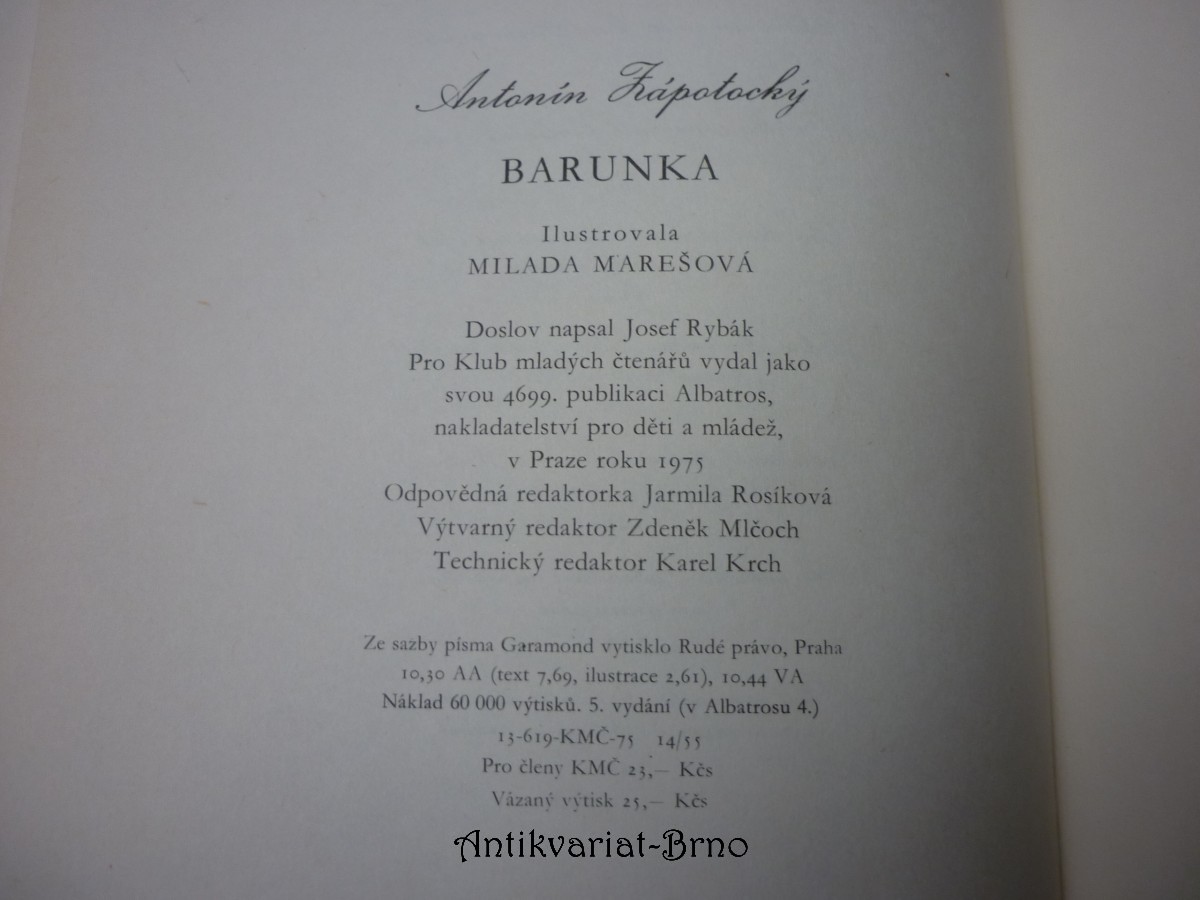 Antonín Zápotocký
BARUNKA
Ilustrovala
MILADA MAREŠOVÁ
Doslov napsal Josef Rybák
Pro Klub mladých čtenářů vydal jako
svou 4699. publikaci Albatros,
nakladatelství pro děti a mládež,
v Praze roku 1975
Odpovědná redaktorka Jarmila Rosíková
Výtvarný redaktor Zdeněk Mlčoch
Technický redaktor Karel Krch
Ze sazby písma Garamond vytisklo Rudé právo, Praha
10,30 AA (text 7,69, ilustrace 2,61), 10,44 VA
Náklad 60 000 výtisků. 5. vydání (v Albatrosu 4.)
13-619-KMČ-75 14/55
Pro členy KMČ 23,— Kčs
Vázaný výtisk 25,— Kčs
Antikvariat-Brno